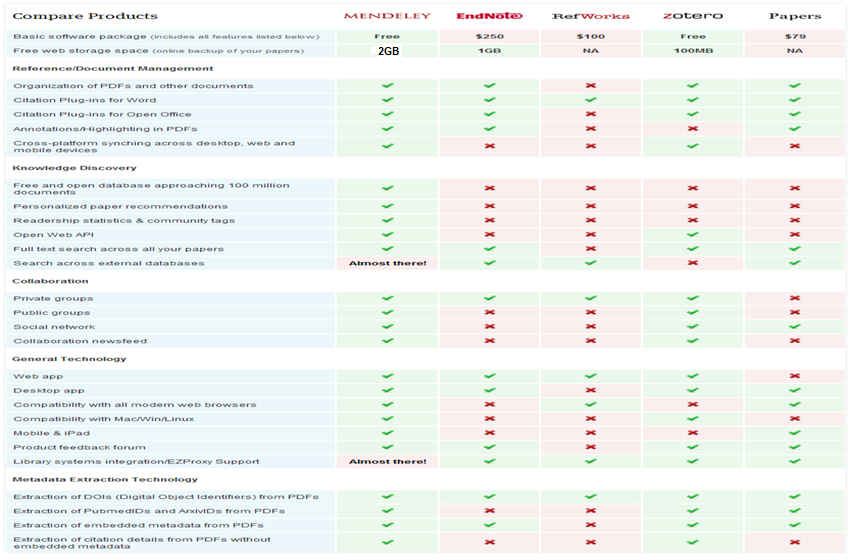 Compare Products MENDELEY EndNote RefWorks zotero Papers
Basic software package (includes all features listed below) Free $250 $100 Free $79
Free web storage space (online backup of your papers) 2GB 1GB NA 100MB NA
Reference/Document Management
Organization of PDFs and other documents
Citation Plug-ins for Word
Citation Plug-ins for Open Office
Annotations/Highlighting in PDFs
Cross-platform synching across desktop, web and
mobile devices
Knowledge Discovery
Free and open database approaching 100 million
documents
Personalized paper recommendations
Readership statistics & community tags
Open Web API
Full text search across all your papers
Search across external databases Almost there!
Collaboration
Private groups
Public groups
Social network
Collaboration newsfeed
General Technology
Web app
Desktop app
Compatibility with all modern web browsers
Compatibility with Mac/Win/Linux
Mobile & iPad
Product feedback forum
Library systems integration/EZProxy Support Almost there!
Metadata Extraction Technology
Extraction of DOIs (Digital Object Identifiers) from PDFs
Extraction of PubmedIDs and ArxivIDs from PDFs
Extraction of embedded metadata from PDFs
Extraction of citation details from PDFs without
embedded metadata